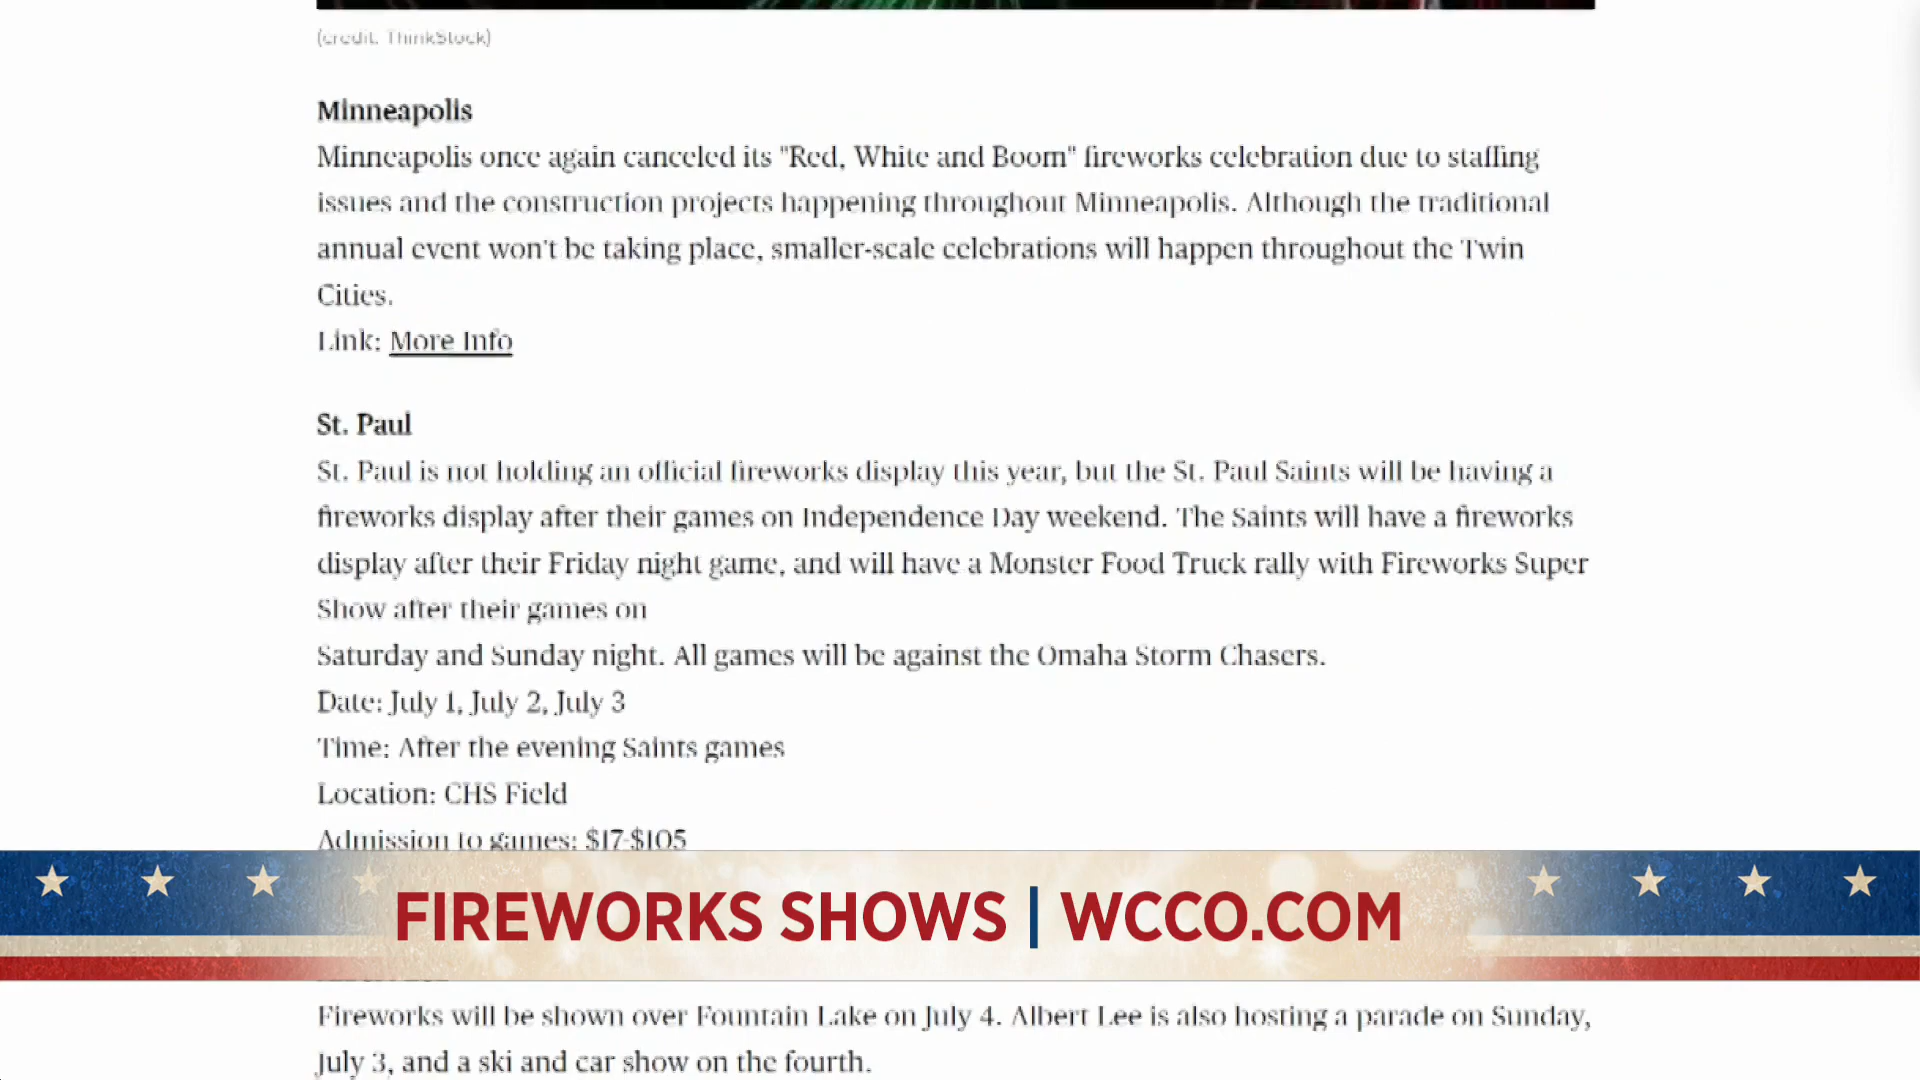 (credit: ThinkStock)
Minneapolis
Minneapolis once again canceled its "Red, White and Boom" fireworks celebration due to staffing
issues and the construction projects happening throughout Minneapolis. Although the traditional
annual event won't be taking place, smaller-scale celebrations will happen throughout the Twin
Cities.
Link: More Info
St. Paul
St. Paul is not holding an official fireworks display this year, but the St. Paul Saints will be having a
fireworks display after their games on Independence Day weekend. The Saints will have a fireworks
display after their Friday night game, and will have a Monster Food Truck rally with Fireworks Super
Show after their games on
Saturday and Sunday night. All games will be against the Omaha Storm Chasers.
Date: July 1, July 2, July 3
Time: After the evening Saints games
Location: CHS Field
Admission to games: $17-$105
FIREWORKS SHOWS | WCCO.COM
Fireworks will be shown over Fountain Lake on July 4. Albert Lee is also hosting a parade on Sunday,
July 3, and a ski and car show on the fourth.